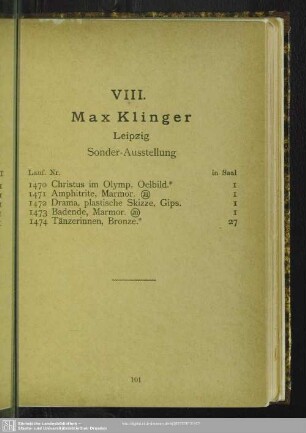 VIII.
Max Klinger
Leipzig
Sonder-Ausstellung
Lauf. Nr. in Saal
1470 Christus im Olymp. Oelbild.* 1
1471 Amphitrite, Marmor. 1
1472 Drama, plastische Skizze, Gips. 1
1473 Badende, Marmor. 1
1474 Tänzerinnen, Bronze.* 27
101